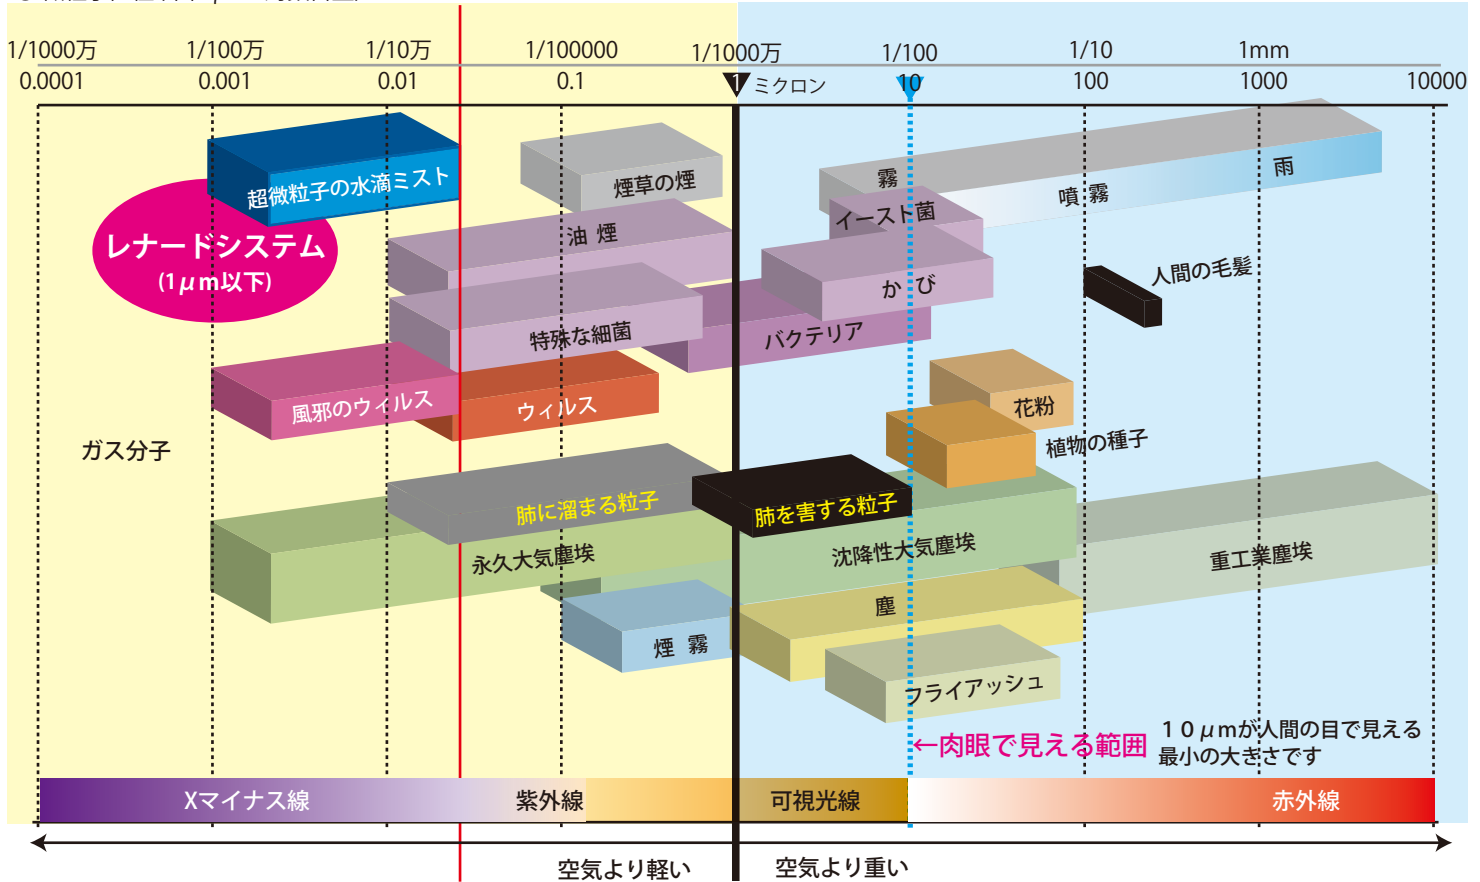 1/1000万 1/100万 1/10万 1/100000 1/1000万 1/100 1/10 1mm
0.0001 0.001 0.01 0.1 1 ミクロン 10 100 1000 10000
超微粒子の水滴ミスト
煙草の煙
霧
噴霧
雨
レナードシステム
(1μm以下)
油煙
イースト菌
かび
人間の毛髪
特殊な細菌
バクテリア
風邪のウィルス
ウィルス
花粉
植物の種子
ガス分子
肺に溜まる粒子
肺を害する粒子
永久大気塵埃
沈降性大気塵埃
重工業塵埃
塵
煙霧
フライアッシュ
←肉眼で見える範囲
１０μmが人間の目で見える
最小の大きさです
Xマイナス線 紫外線 可視光線 赤外線
空気より軽い 空気より重い